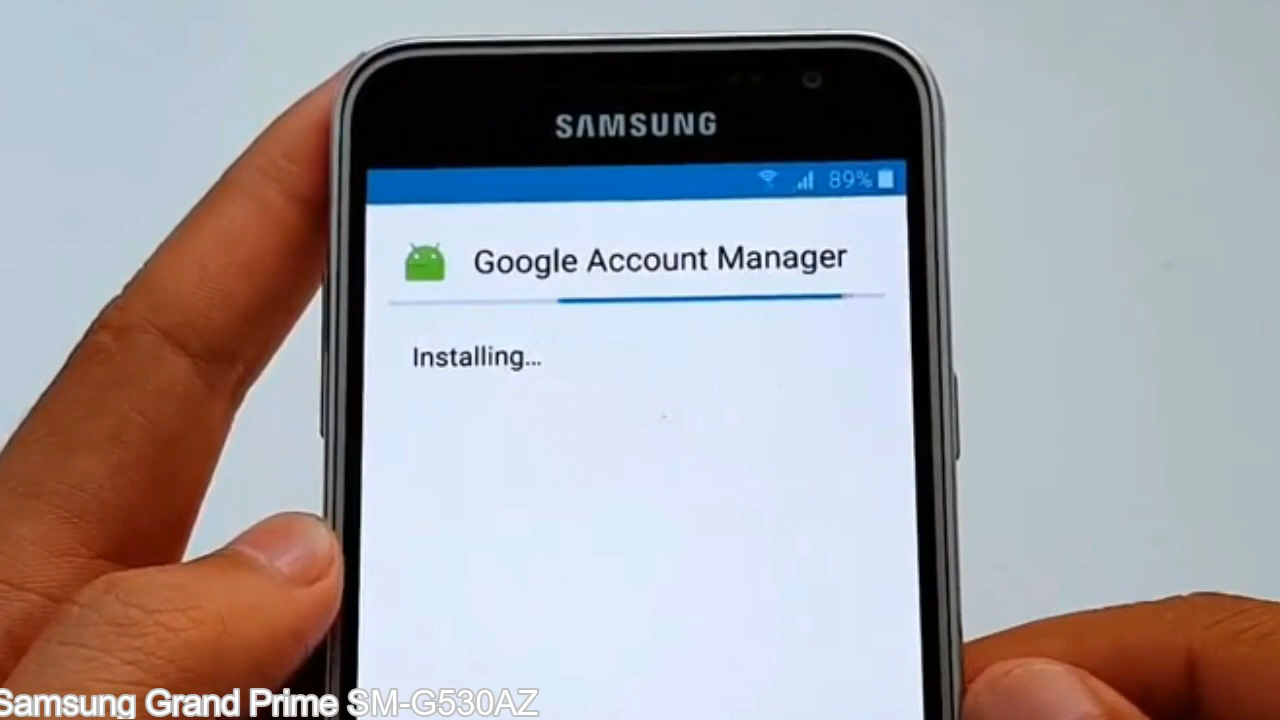 SAMSUNG
89%
Google Account Manager
Installing...
Samsung Grand Prime SM-G530AZ